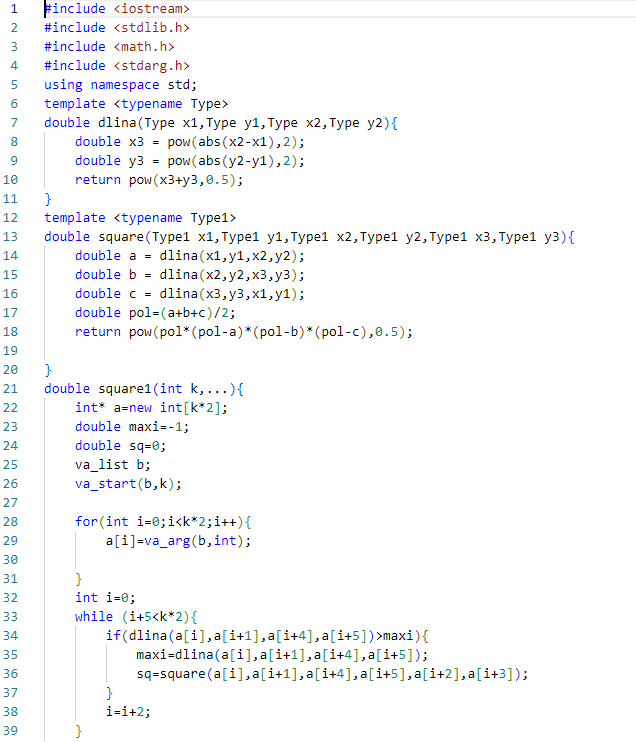 1 #include <iostream>
2 #include <stdlib.h>
3 #include <math.h>
4 #include <stdarg.h>
5 using namespace std;
6 template <typename Type>
7 double dlina(Type x1,Type y1,Type x2,Type y2){
8     double x3 = pow(abs(x2-x1),2);
9     double y3 = pow(abs(y2-y1),2);
10     return pow(x3+y3,0.5);
11 }
12 template <typename Type1>
13 double square(Type1 x1,Type1 y1,Type1 x2,Type1 y2,Type1 x3,Type1 y3){
14     double a = dlina(x1,y1,x2,y2);
15     double b = dlina(x2,y2,x3,y3);
16     double c = dlina(x3,y3,x1,y1);
17     double pol=(a+b+c)/2;
18     return pow(pol*(pol-a)*(pol-b)*(pol-c),0.5);
19
20 }
21 double square1(int k,...){
22     int* a=new int[k*2];
23     double maxi=-1;
24     double sq=0;
25     va_list b;
26     va_start(b,k);
27
28     for(int i=0;i<k*2;i++){
29         a[i]=va_arg(b,int);
30
31     }
32     int i=0;
33     while (i+5<k*2){
34         if(dlina(a[i],a[i+1],a[i+4],a[i+5])>maxi){
35             maxi=dlina(a[i],a[i+1],a[i+4],a[i+5]);
36             sq=square(a[i],a[i+1],a[i+4],a[i+5],a[i+2],a[i+3]);
37         }
38         i=i+2;
39     }